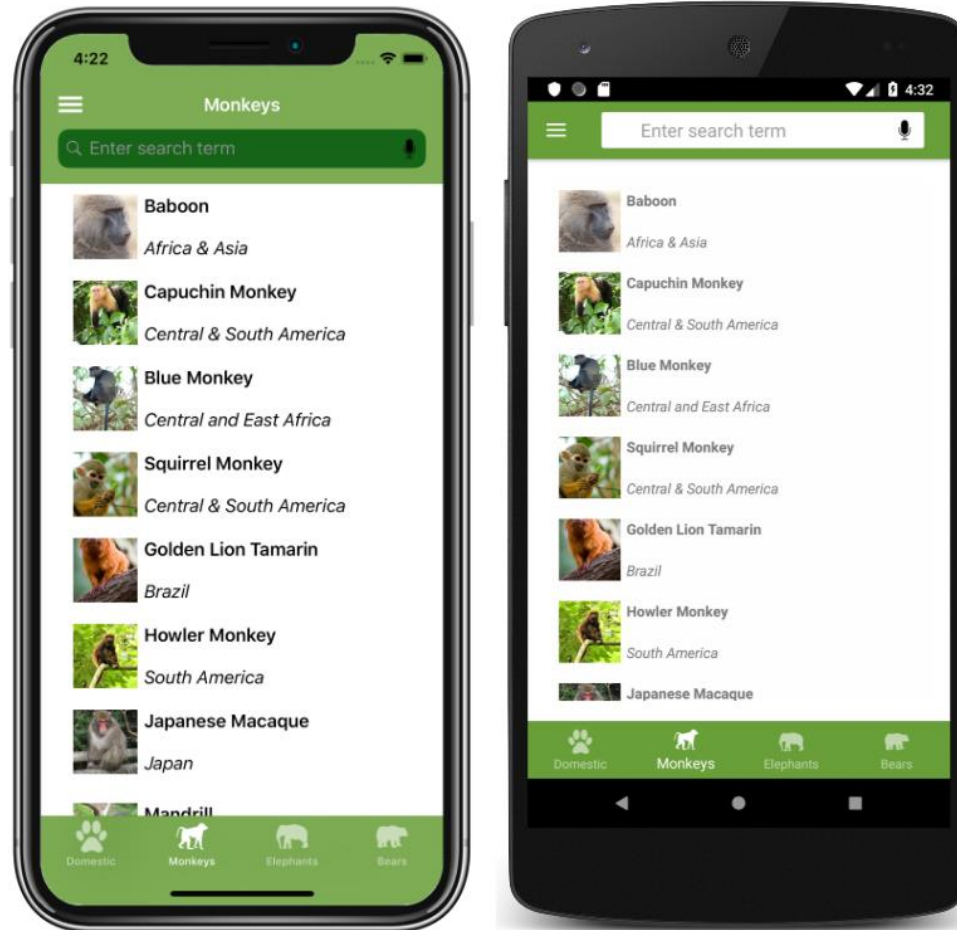 4:22
Monkeys
Enter search term
Baboon
Africa & Asia
Capuchin Monkey
Central & South America
Blue Monkey
Central and East Africa
Squirrel Monkey
Central & South America
Golden Lion Tamarin
Brazil
Howler Monkey
South America
Japanese Macaque
Japan
Mandrill
Domestic Monkeys Elephants Bears
4:32
Enter search term
Baboon
Africa & Asia
Capuchin Monkey
Central & South America
Blue Monkey
Central and East Africa
Squirrel Monkey
Central & South America
Golden Lion Tamarin
Brazil
Howler Monkey
South America
Japanese Macaque
Domestic Monkeys Elephants Bears